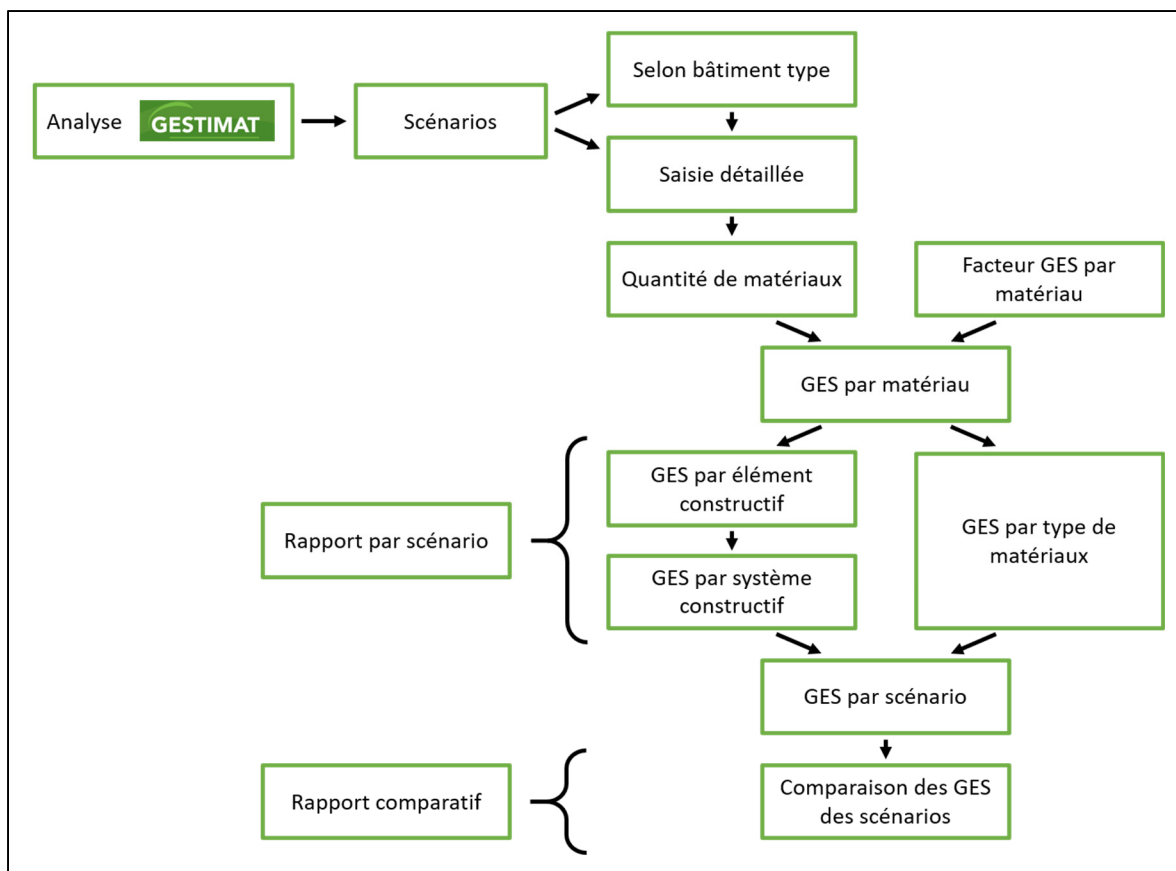 Analyse GESTIMAT
Scénarios
Selon bâtiment type
Saisie détaillée
Quantité de matériaux
Facteur GES par
matériau
GES par matériau
Rapport par scénario
GES par élément
constructif
GES par système
constructif
GES par type de
matériaux
GES par scénario
Rapport comparatif
Comparaison des GES
des scénarios